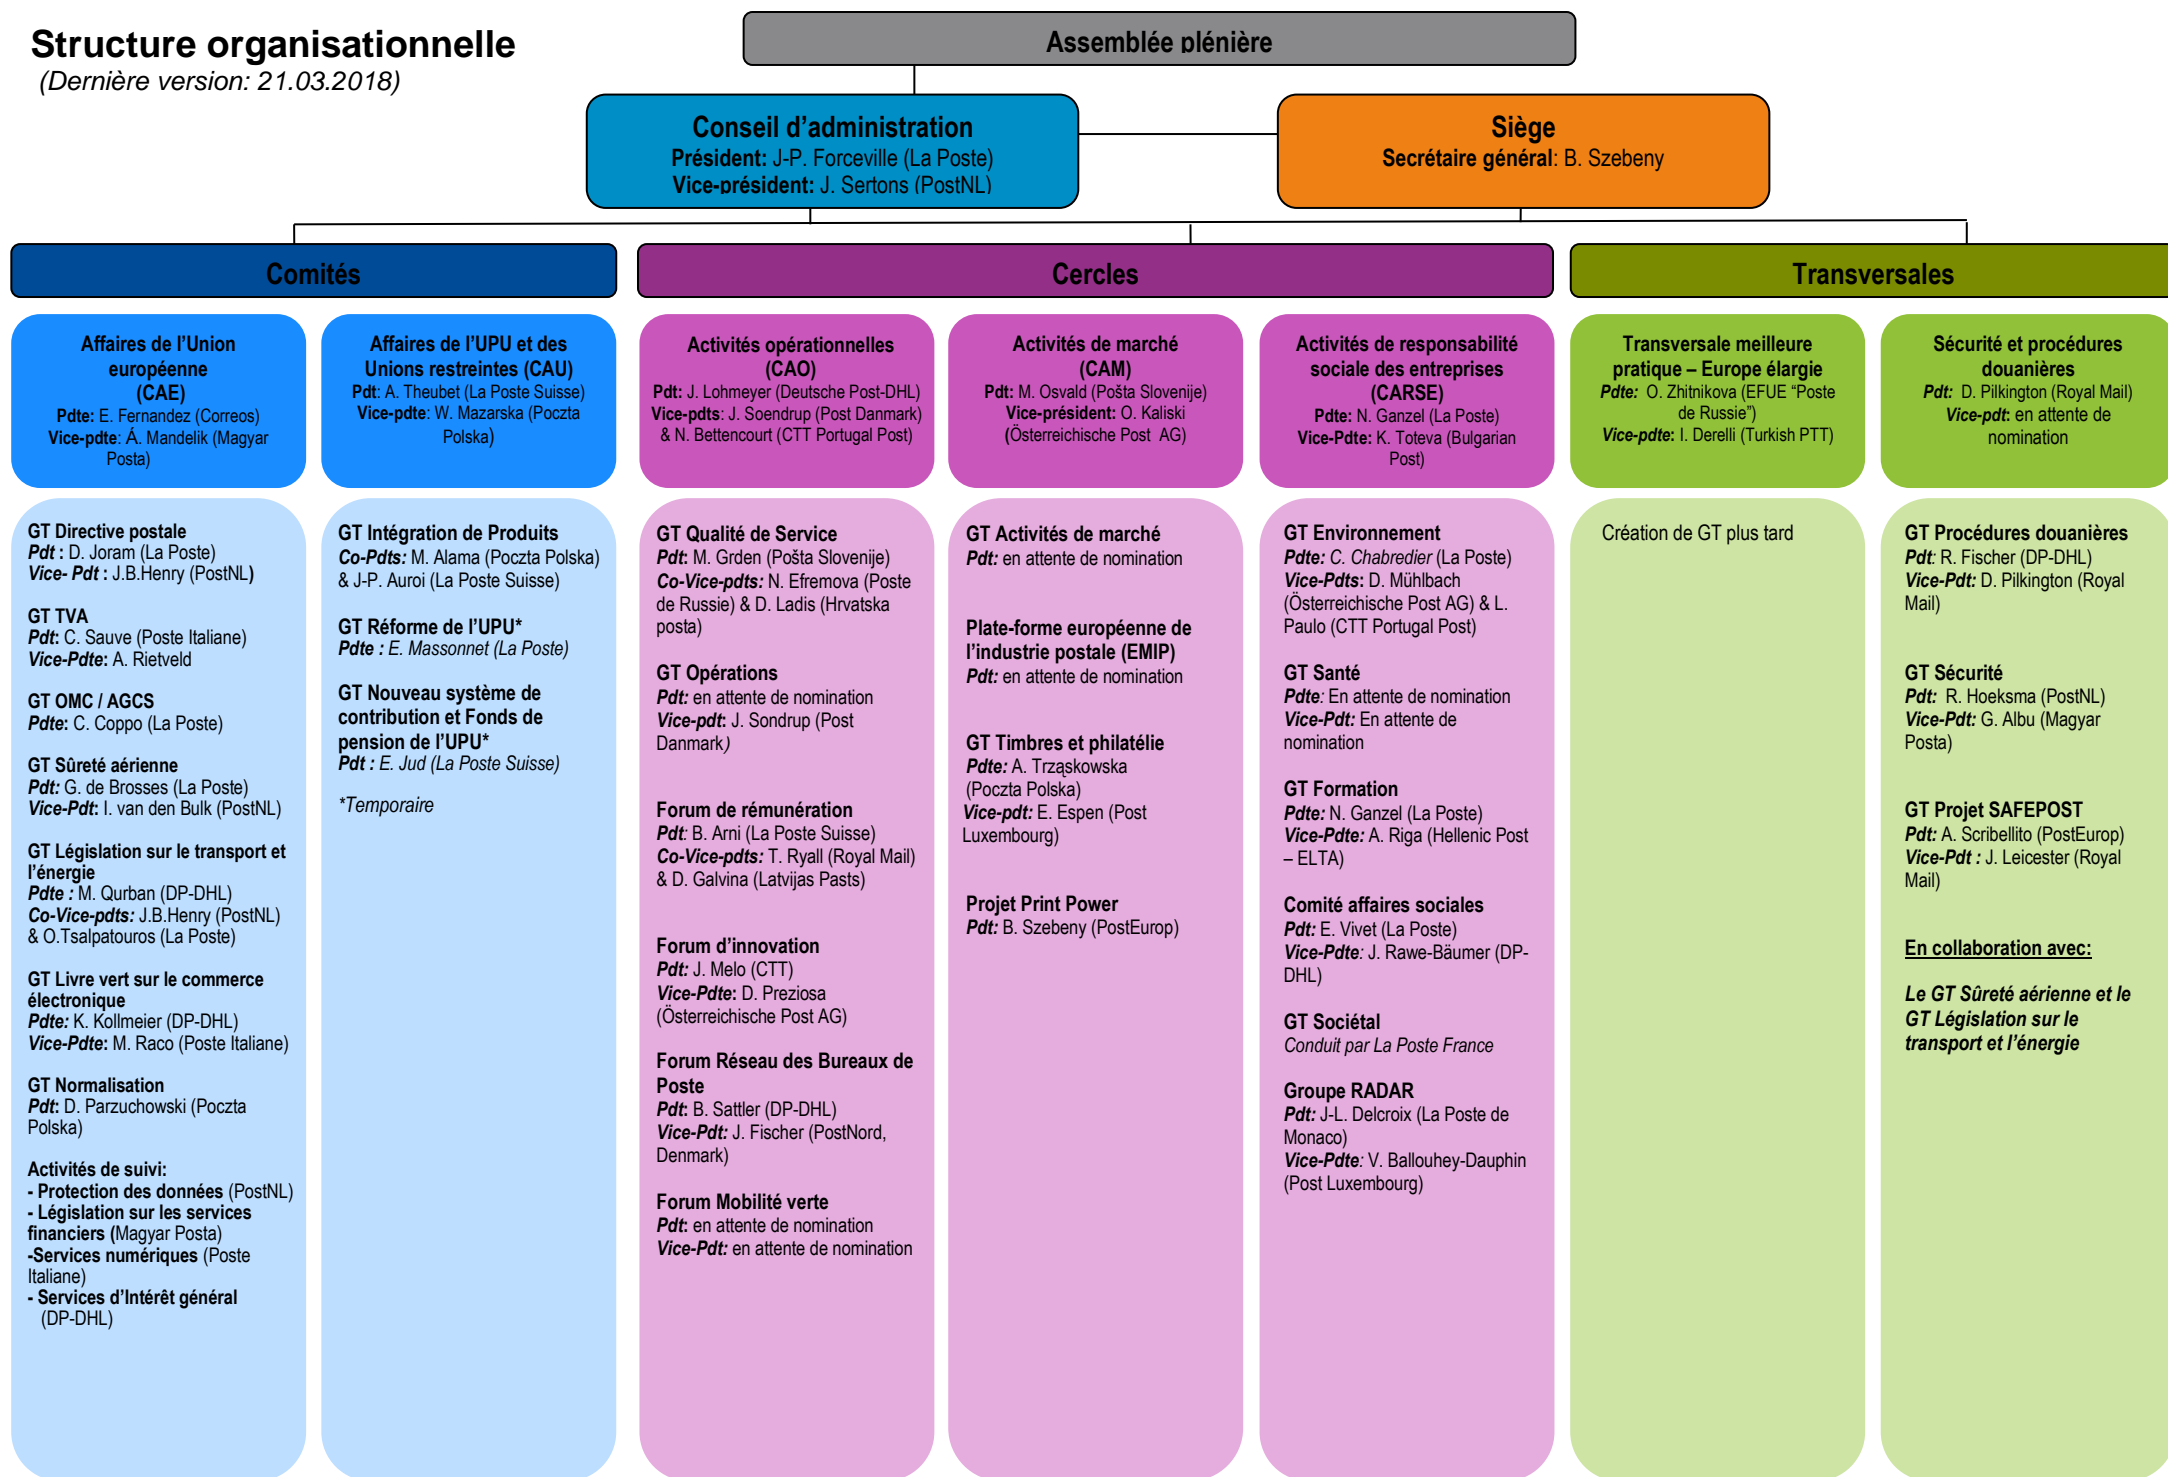 Structure organisationnelle
(Dernière version: 21.03.2018)
Assemblée plénière
Conseil d’administration
Président: J-P. Forceville (La Poste)
Vice-président: J. Sertons (PostNL)
Siège
Secrétaire général: B. Szebeny
Comités
Cercles
Transversales
Affaires de l’Union
européenne
(CAE)
Pdte: E. Fernandez (Correos)
Vice-pdte: Á. Mandelik (Magyar
Posta)
Affaires de l’UPU et des
Unions restreintes (CAU)
Pdt: A. Theubet (La Poste Suisse)
Vice-pdte: W. Mazarska (Poczta
Polska)
Activités opérationnelles
(CAO)
Pdt: J. Lohmeyer (Deutsche Post-DHL)
Vice-pdts: J. Soendrup (Post Danmark)
& N. Bettencourt (CTT Portugal Post)
Activités de marché
(CAM)
Pdt: M. Osvald (Pošta Slovenije)
Vice-président: O. Kaliski
(Österreichische Post AG)
Activités de responsabilité
sociale des entreprises
(CARSE)
Pdte: N. Ganzel (La Poste)
Vice-Pdte: K. Toteva (Bulgarian
Post)
Transversale meilleure
pratique – Europe élargie
Pdte: O. Zhitnikova (EFUE “Poste
de Russie”)
Vice-pdte: I. Derelli (Turkish PTT)
Sécurité et procédures
douanières
Pdt: D. Pilkington (Royal Mail)
Vice-pdt: en attente de
nomination
GT Directive postale
Pdt : D. Joram (La Poste)
Vice- Pdt : J.B.Henry (PostNL)
GT TVA
Pdt: C. Sauve (Poste Italiane)
Vice-Pdte: A. Rietveld
GT OMC / AGCS
Pdte: C. Coppo (La Poste)
GT Sûreté aérienne
Pdt: G. de Brosses (La Poste)
Vice-Pdt: I. van den Bulk (PostNL)
GT Législation sur le transport et
l’énergie
Pdte : M. Qurban (DP-DHL)
Co-Vice-pdts: J.B.Henry (PostNL)
& O.Tsalpatouros (La Poste)
GT Livre vert sur le commerce
électronique
Pdte: K. Kollmeier (DP-DHL)
Vice-Pdte: M. Raco (Poste Italiane)
GT Normalisation
Pdt: D. Parzuchowski (Poczta
Polska)
Activités de suivi:
- Protection des données (PostNL)
- Législation sur les services
financiers (Magyar Posta)
-Services numériques (Poste
Italiane)
- Services d’Intérêt général
(DP-DHL)
GT Intégration de Produits
Co-Pdts: M. Alama (Poczta Polska)
& J-P. Auroi (La Poste Suisse)
GT Réforme de l’UPU*
Pdte : E. Massonnet (La Poste)
GT Nouveau système de
contribution et Fonds de
pension de l’UPU*
Pdt : E. Jud (La Poste Suisse)
*Temporaire
GT Qualité de Service
Pdt: M. Grden (Pošta Slovenije)
Co-Vice-pdts: N. Efremova (Poste
de Russie) & D. Ladis (Hrvatska
posta)
GT Opérations
Pdt: en attente de nomination
Vice-pdt: J. Sondrup (Post
Danmark)
Forum de rémunération
Pdt: B. Arni (La Poste Suisse)
Co-Vice-pdts: T. Ryall (Royal Mail)
& D. Galvina (Latvijas Pasts)
Forum d’innovation
Pdt: J. Melo (CTT)
Vice-Pdte: D. Preziosa
(Österreichische Post AG)
Forum Réseau des Bureaux de
Poste
Pdt: B. Sattler (DP-DHL)
Vice-Pdt: J. Fischer (PostNord,
Denmark)
Forum Mobilité verte
Pdt: en attente de nomination
Vice-Pdt: en attente de nomination
GT Activités de marché
Pdt: en attente de nomination
Plate-forme européenne de
l’industrie postale (EMIP)
Pdt: en attente de nomination
GT Timbres et philatélie
Pdte: A. Trząskowska
(Poczta Polska)
Vice-pdt: E. Espen (Post
Luxembourg)
Projet Print Power
Pdt: B. Szebeny (PostEurop)
GT Environnement
Pdte: C. Chabredier (La Poste)
Vice-Pdts: D. Mühlbach
(Österreichische Post AG) & L.
Paulo (CTT Portugal Post)
GT Santé
Pdte: En attente de nomination
Vice-Pdt: En attente de
nomination
GT Formation
Pdte: N. Ganzel (La Poste)
Vice-Pdte: A. Riga (Hellenic Post
– ELTA)
Comité affaires sociales
Pdt: E. Vivet (La Poste)
Vice-Pdte: J. Rawe-Bäumer (DP-
DHL)
GT Sociétal
Conduit par La Poste France
Groupe RADAR
Pdt: J-L. Delcroix (La Poste de
Monaco)
Vice-Pdte: V. Ballouhey-Dauphin
(Post Luxembourg)
Création de GT plus tard
GT Procédures douanières
Pdt: R. Fischer (DP-DHL)
Vice-Pdt: D. Pilkington (Royal
Mail)
GT Sécurité
Pdt: R. Hoeksma (PostNL)
Vice-Pdt: G. Albu (Magyar
Posta)
GT Projet SAFEPOST
Pdt: A. Scribellito (PostEurop)
Vice-Pdt : J. Leicester (Royal
Mail)
En collaboration avec:
Le GT Sûreté aérienne et le
GT Législation sur le
transport et l’énergie